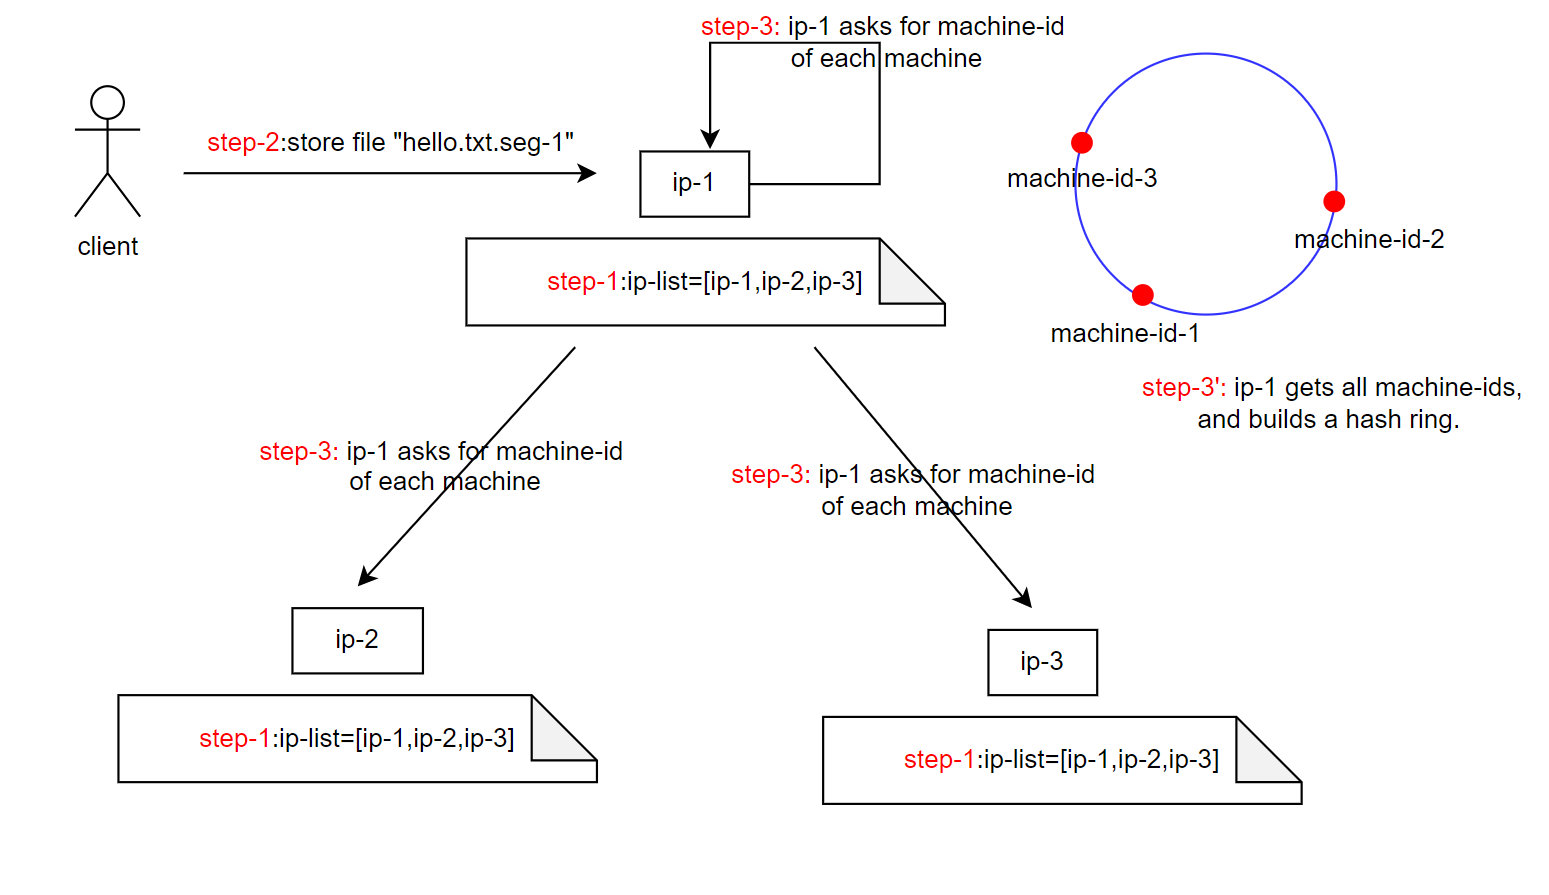 step-3: ip-1 asks for machine-id
of each machine
step-2:store file "hello.txt.seg-1"
ip-1
client
machine-id-3
machine-id-2
machine-id-1
step-1:ip-list=[ip-1,ip-2,ip-3]
step-3': ip-1 gets all machine-ids,
and builds a hash ring.
step-3: ip-1 asks for machine-id
of each machine
step-3: ip-1 asks for machine-id
of each machine
ip-2
ip-3
step-1:ip-list=[ip-1,ip-2,ip-3]
step-1:ip-list=[ip-1,ip-2,ip-3]